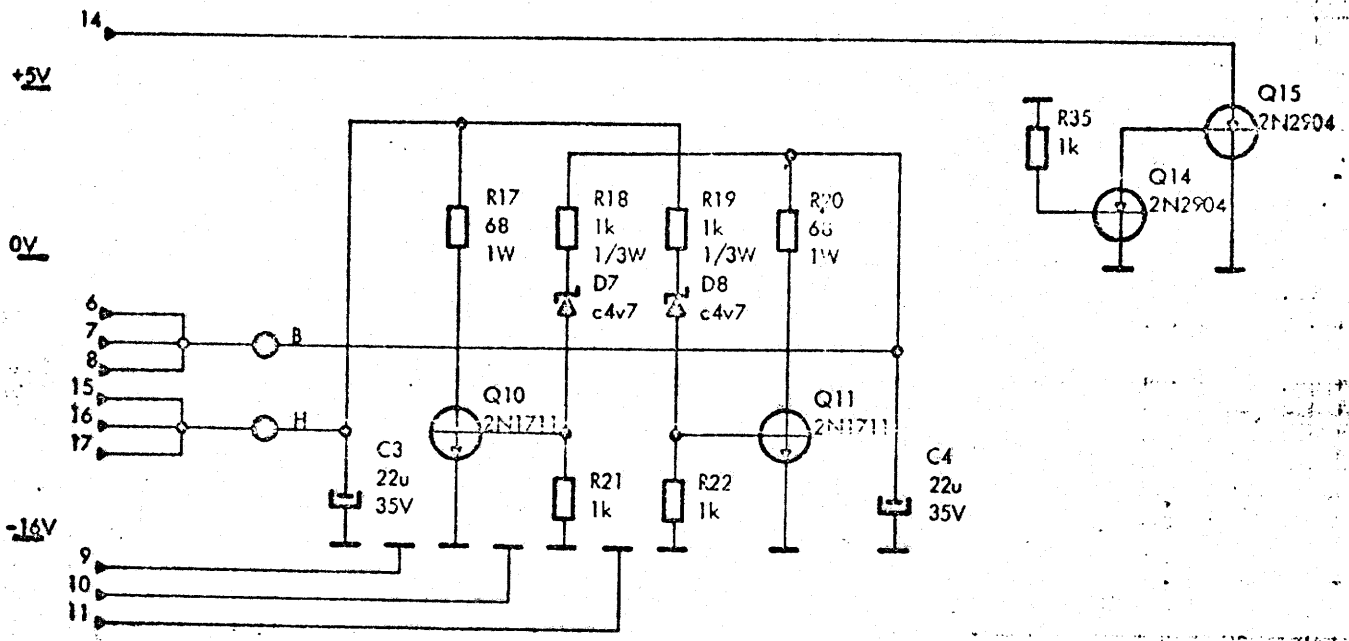 14
+5V
Q15
2N2904
R35
1k
Q14
2N2904
R17
68
1W
R18
1k
1/3W
D7
c4v7
R19
1k
1/3W
D8
c4v7
R20
68
1W
0V
6
7
8
B
15
16
17
H
Q10
2N1711
Q11
2N1711
C3
22u
35V
R21
1k
R22
1k
C4
22u
35V
-16V
9
10
11